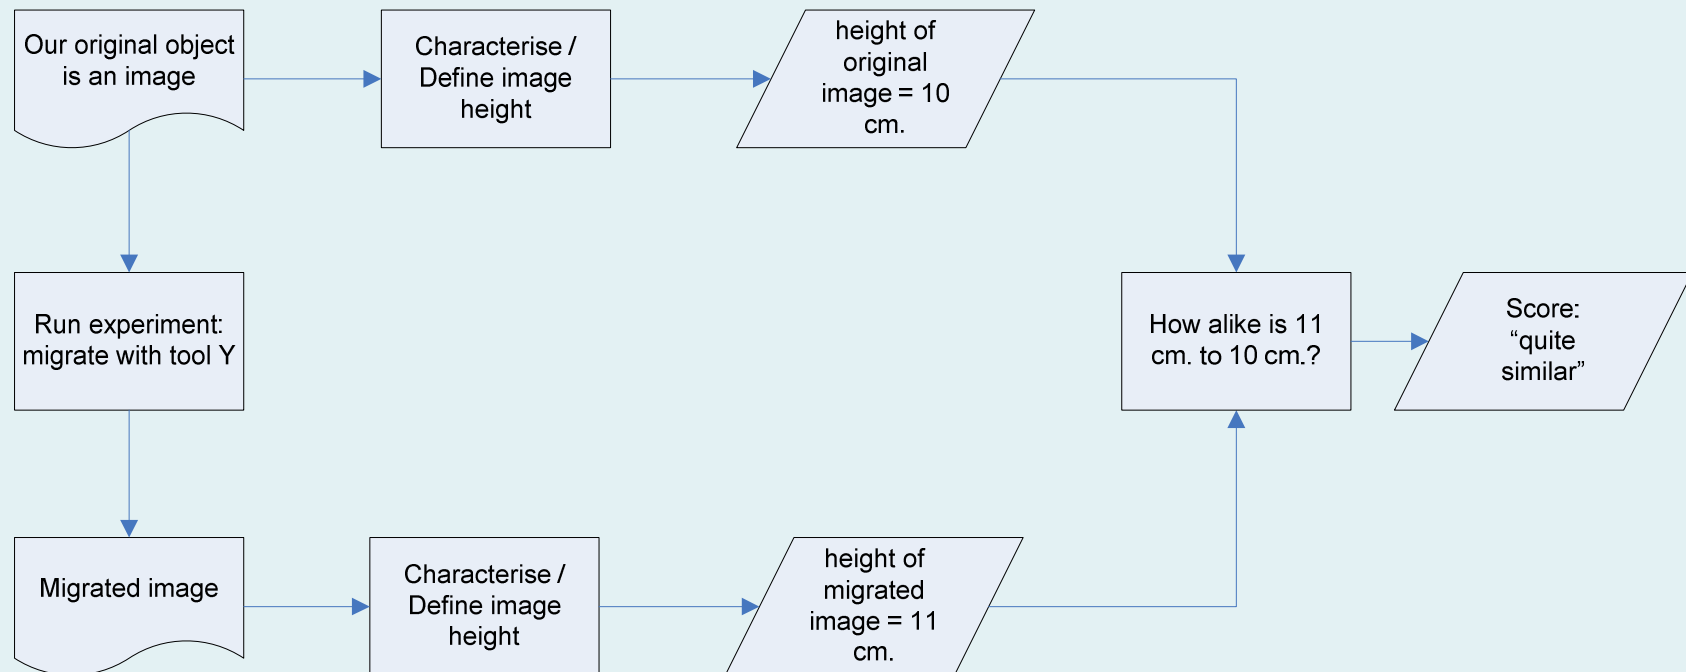 Our original object
is an image
Characterise /
Define image
height
height of
original
image = 10
cm.
Run experiment:
migrate with tool Y
How alike is 11
cm. to 10 cm.?
Score:
“quite
similar”
Migrated image
Characterise /
Define image
height
height of
migrated
image = 11
cm.